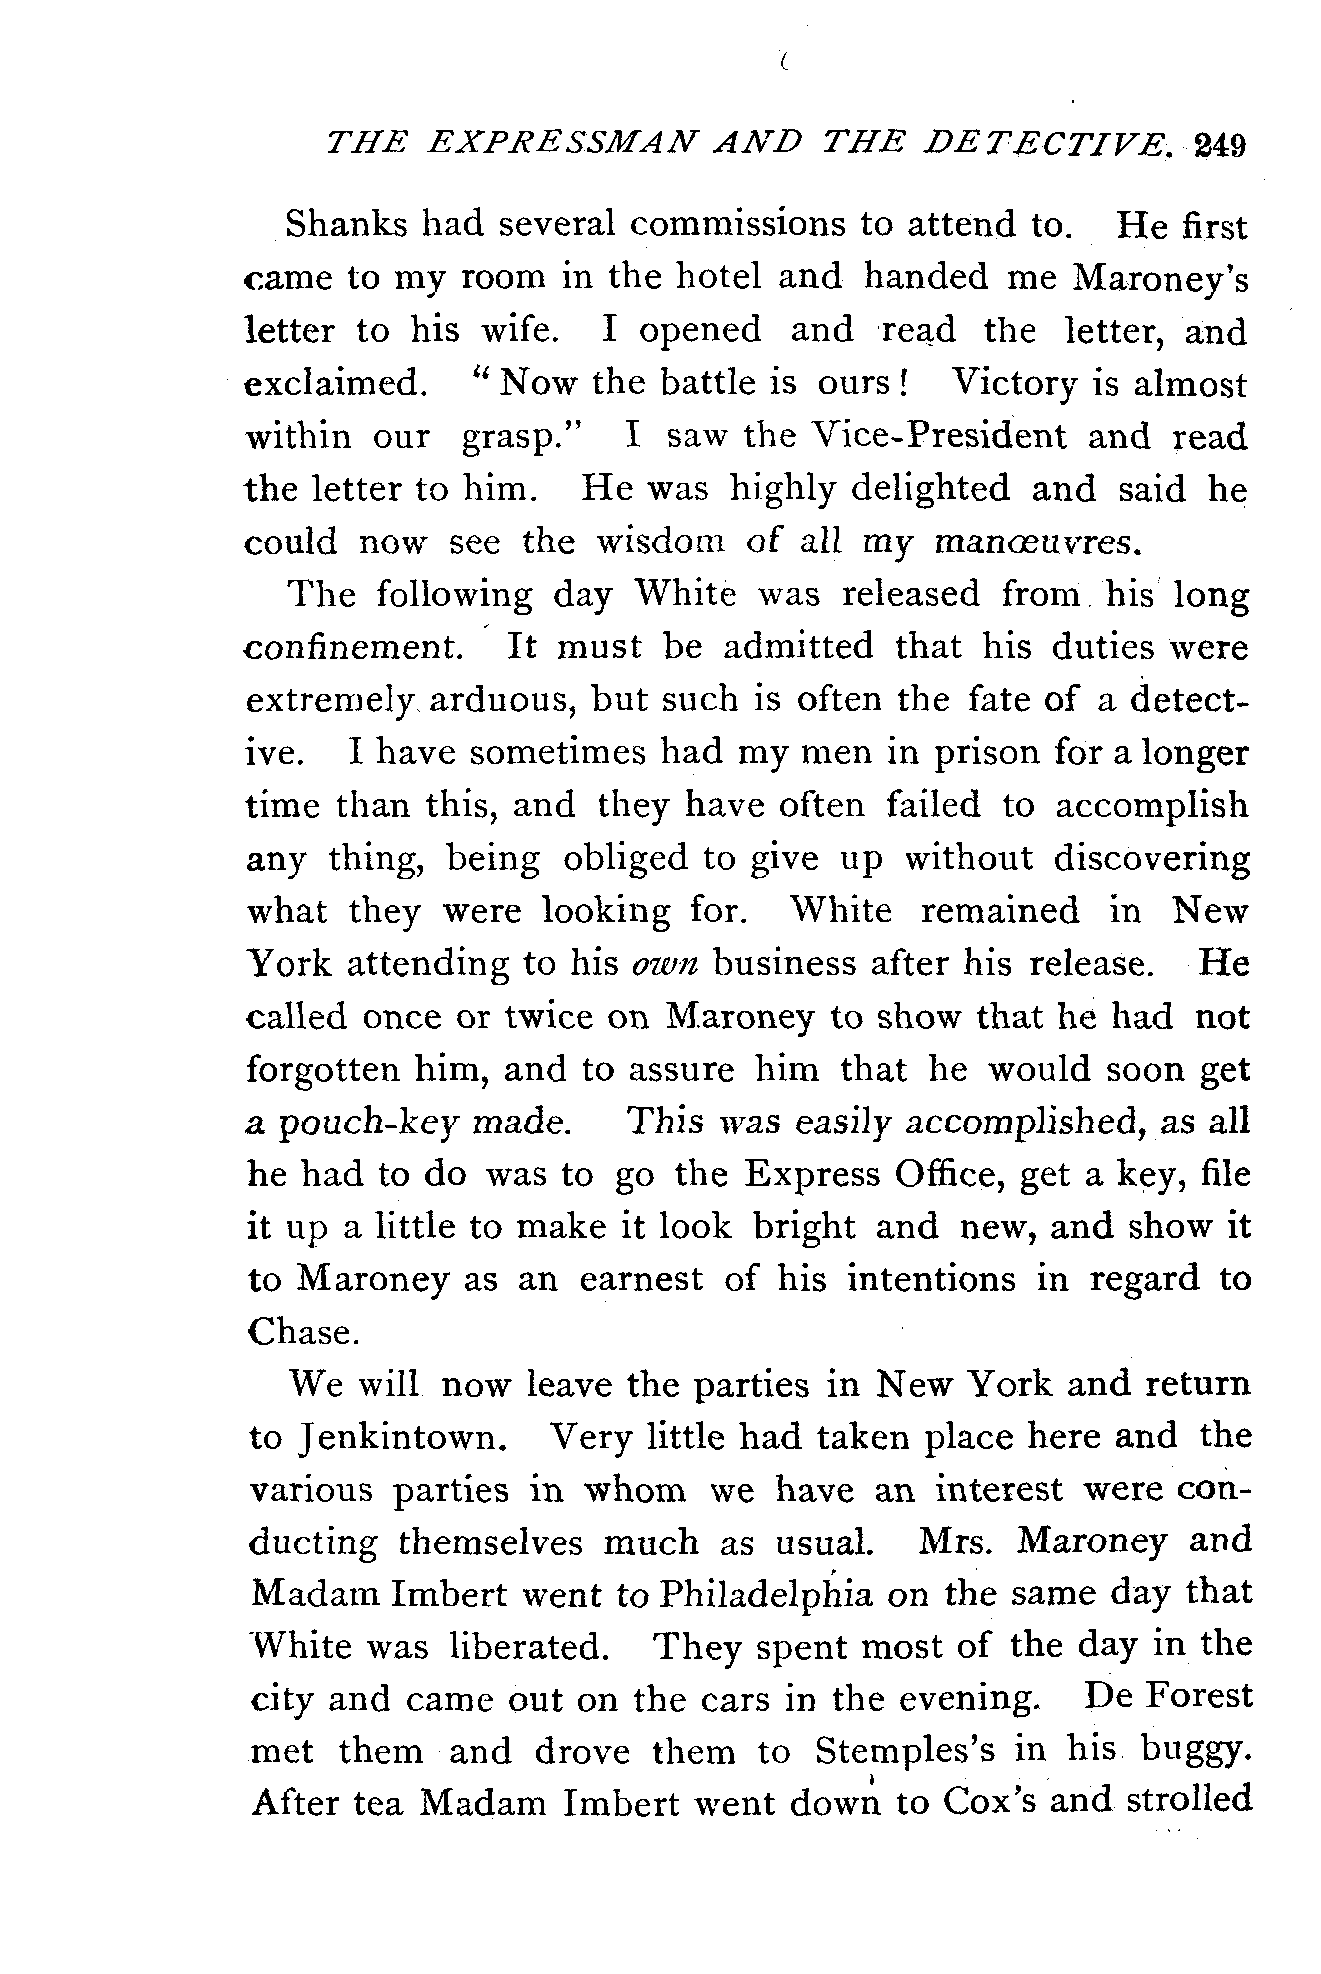 THE EXPRESSMAN AND THE DETECTIVE. 249
Shanks had several commissions to attend to. He first
came to my room in the hotel and handed me Maroney's
letter to his wife. I opened and read the letter, and
exclaimed. “Now the battle is ours! Victory is almost
within our grasp.” I saw the Vice-President and read
the letter to him. He was highly delighted and said he
could now see the wisdom of all my manœuvres.
The following day White was released from his long
confinement. It must be admitted that his duties were
extremely arduous, but such is often the fate of a detect-
ive. I have sometimes had my men in prison for a longer
time than this, and they have often failed to accomplish
any thing, being obliged to give up without discovering
what they were looking for. White remained in New
York attending to his own business after his release. He
called once or twice on Maroney to show that he had not
forgotten him, and to assure him that he would soon get
a pouch-key made. This was easily accomplished, as all
he had to do was to go the Express Office, get a key, file
it up a little to make it look bright and new, and show it
to Maroney as an earnest of his intentions in regard to
Chase.
We will now leave the parties in New York and return
to Jenkintown. Very little had taken place here and the
various parties in whom we have an interest were con-
ducting themselves much as usual. Mrs. Maroney and
Madam Imbert went to Philadelphia on the same day that
White was liberated. They spent most of the day in the
city and came out on the cars in the evening. De Forest
met them and drove them to Stemples's in his buggy.
After tea Madam Imbert went down to Cox's and strolled